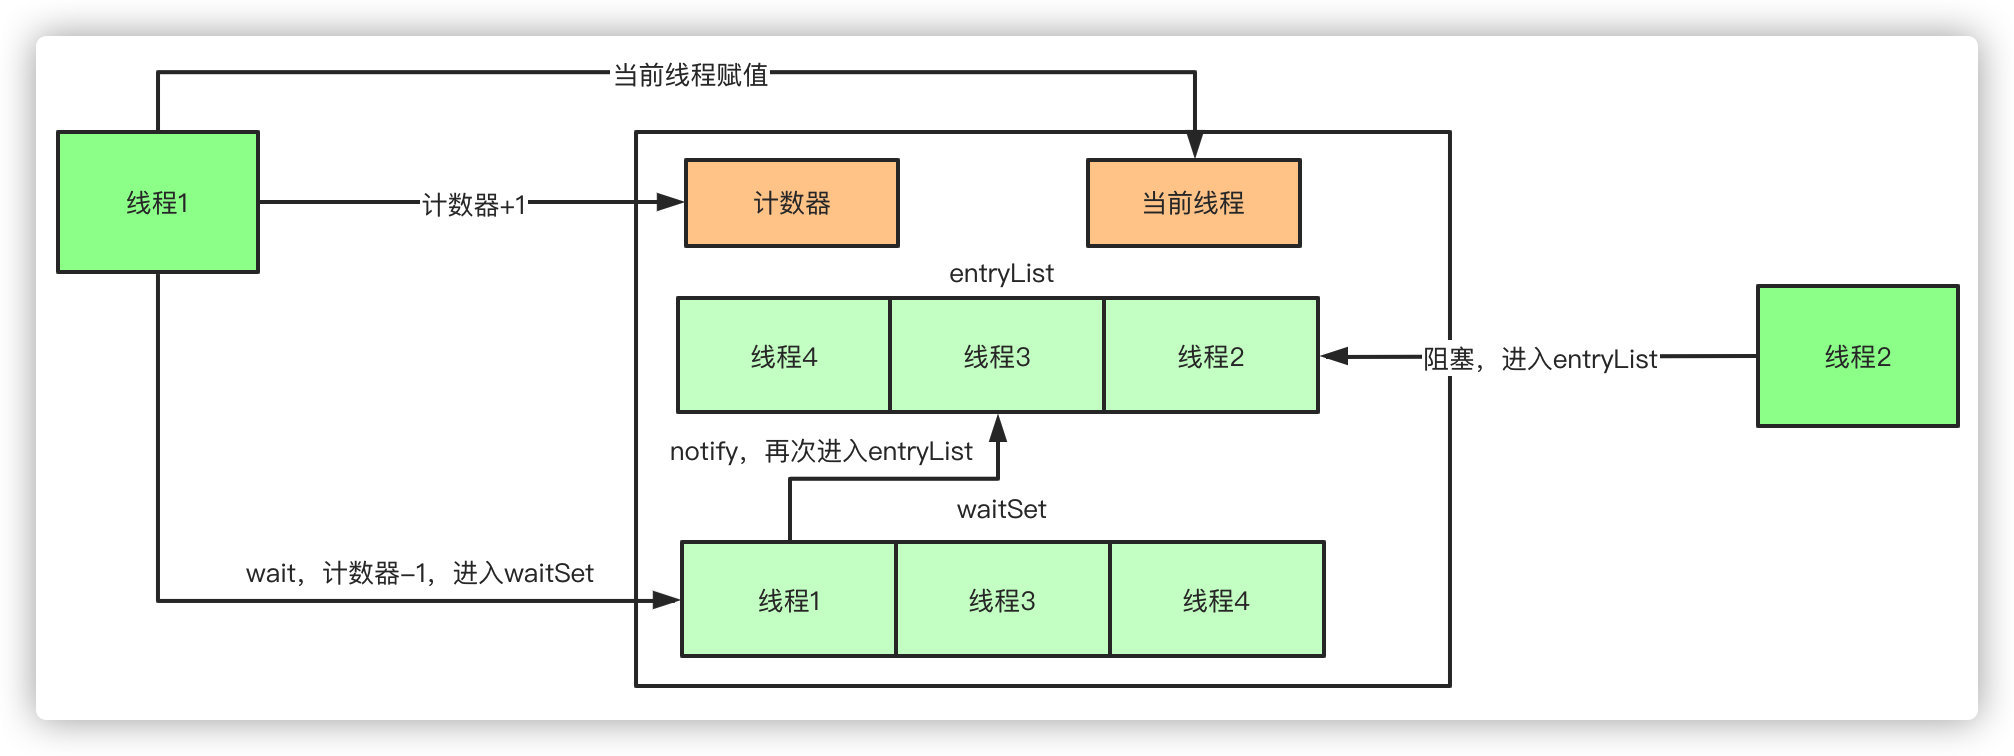 当前线程赋值
线程1
计数器+1
计数器
当前线程
entryList
线程4
线程3
线程2
阻塞，进入entryList
线程2
notify，再次进入entryList
waitSet
wait，计数器-1，进入waitSet
线程1
线程3
线程4